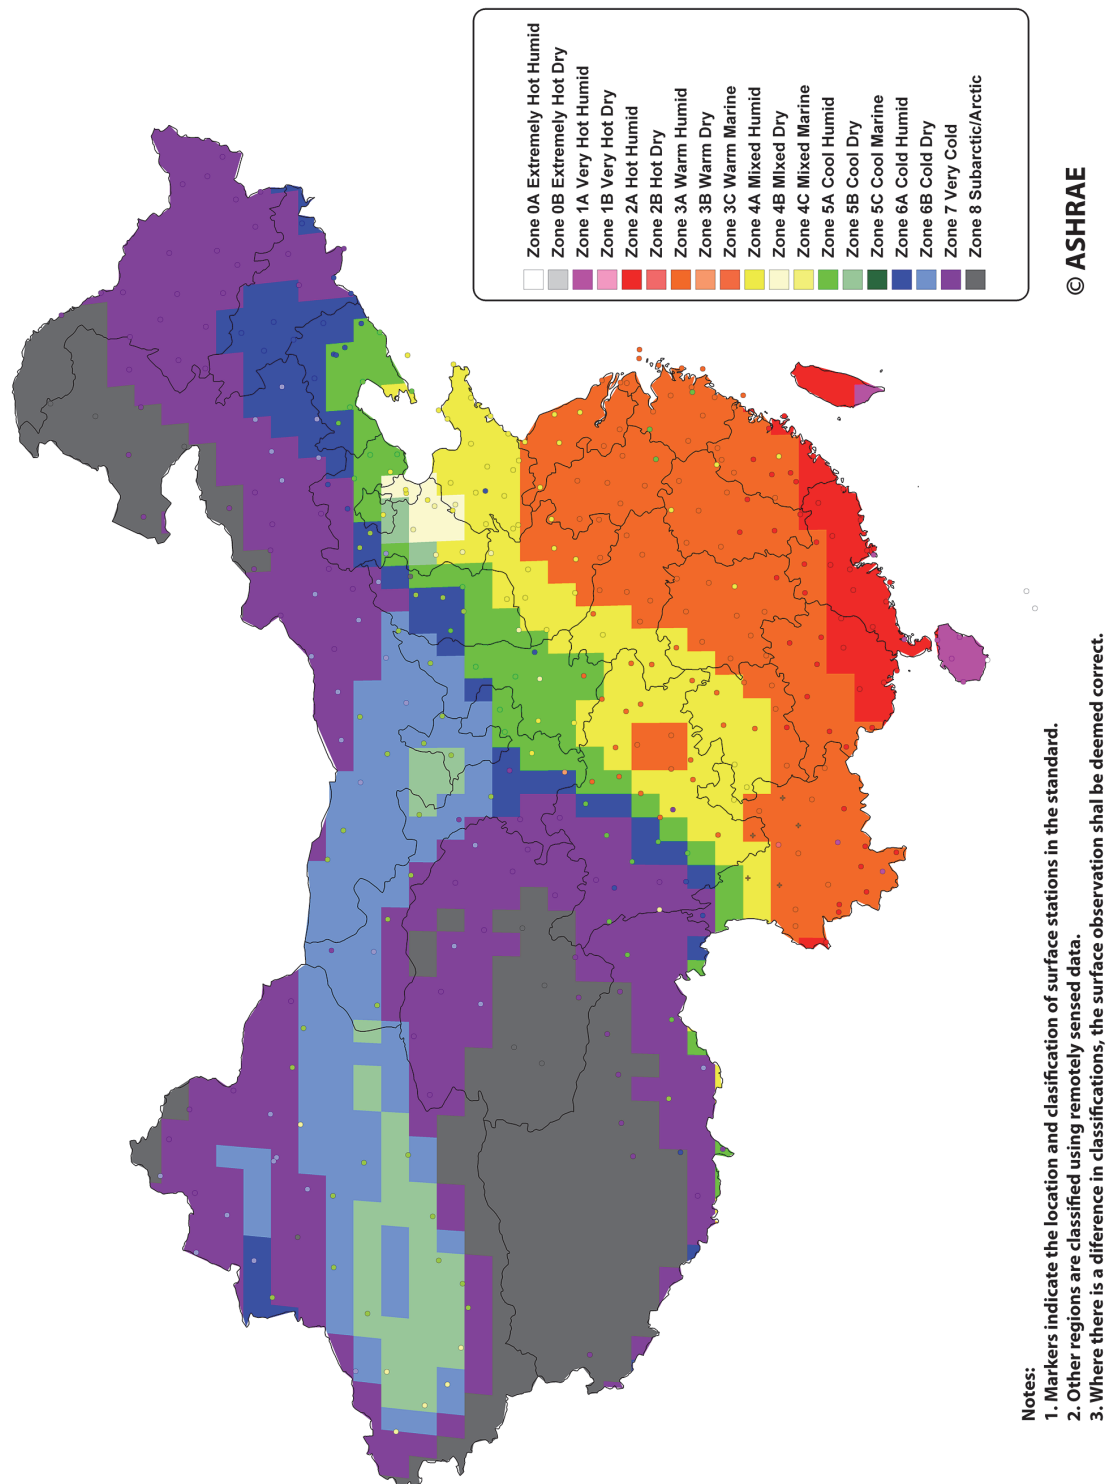 Zone 0A Extremely Hot Humid
Zone 0B Extremely Hot Dry
Zone 1A Very Hot Humid
Zone 1B Very Hot Dry
Zone 2A Hot Humid
Zone 2B Hot Dry
Zone 3A Warm Humid
Zone 3B Warm Dry
Zone 3C Warm Marine
Zone 4A Mixed Humid
Zone 4B MIxed Dry
Zone 4C Mixed Marine
Zone 5A Cool Humid
Zone 5B Cool Dry
Zone 5C Cool Marine
Zone 6A Cold Humid
Zone 6B Cold Dry
Zone 7 Very Cold
Zone 8 Subarctic/Arctic
© ASHRAE
Notes:
1. Markers indicate the location and clasification of surface stations in the standard.
2. Other regions are classified using remotely sensed data.
3. Where there is a diference in classifications, the surface observation shal be deemed correct.